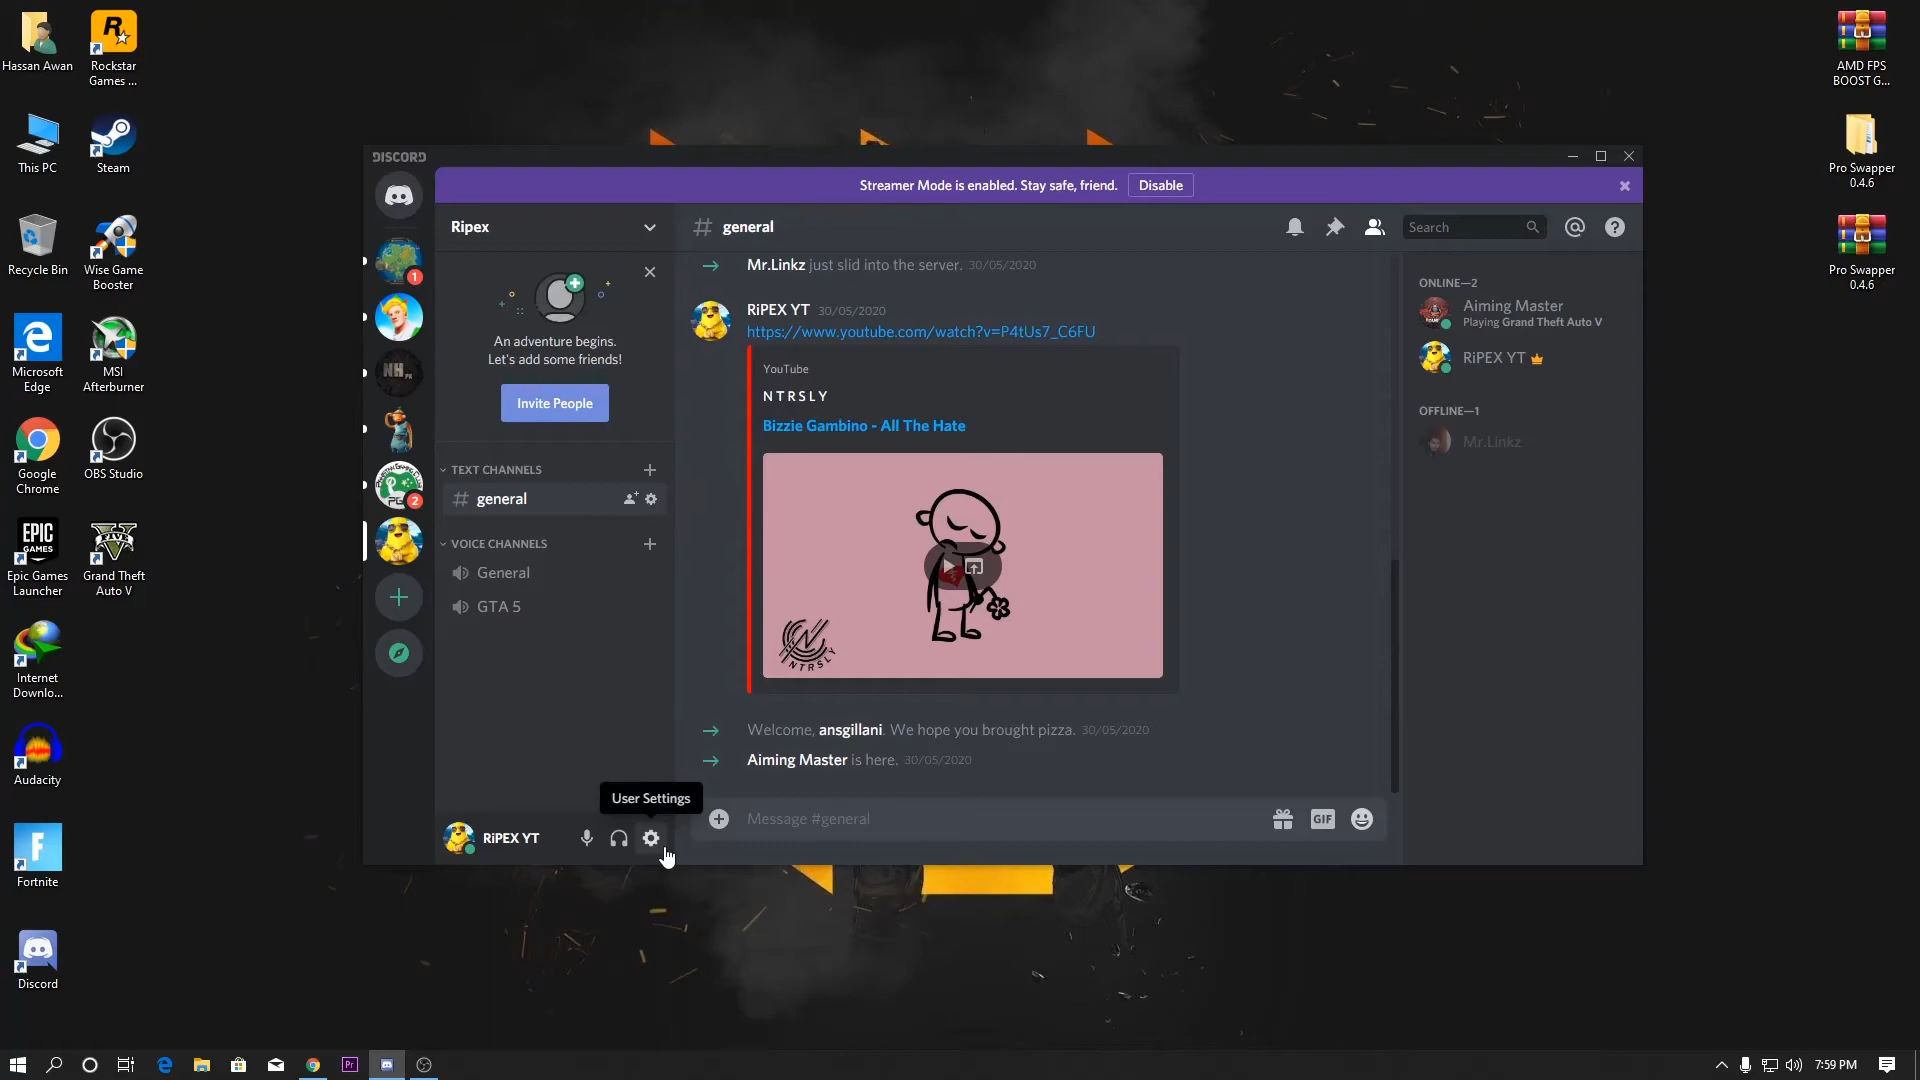 Hassan Awan
Rockstar
Games ...
This PC
Steam
Recycle Bin
Wise Game
Booster
Microsoft
Edge
MSI
Afterburner
Google
Chrome
OBS Studio
EPIC
GAMES
Epic Games
Launcher
FIVE
Grand Theft
Auto V
Internet
Downlo...
Audacity
Fortnite
Discord
DISCORD
Streamer Mode is enabled. Stay safe, friend.
Disable
1
2
Ripex
An adventure begins.
Let's add some friends!
Invite People
TEXT CHANNELS
general
VOICE CHANNELS
General
GTA 5
User Settings
RiPEX YT
# general
Search
Mr.Linkz just slid into the server. 30/05/2020
RiPEX YT 30/05/2020
https://www.youtube.com/watch?v=P4tUs7_C6FU
YouTube
N T R S L Y
Bizzie Gambino - All The Hate
NTRSLY
Welcome, ansgillani. We hope you brought pizza. 30/05/2020
Aiming Master is here. 30/05/2020
Message #general
GIF
ONLINE—2
Aiming Master
Playing Grand Theft Auto V
RiPEX YT
OFFLINE—1
Mr.Linkz
AMD FPS
BOOST G...
Pro Swapper
0.4.6
Pro Swapper
0.4.6
Pr
7:59 PM